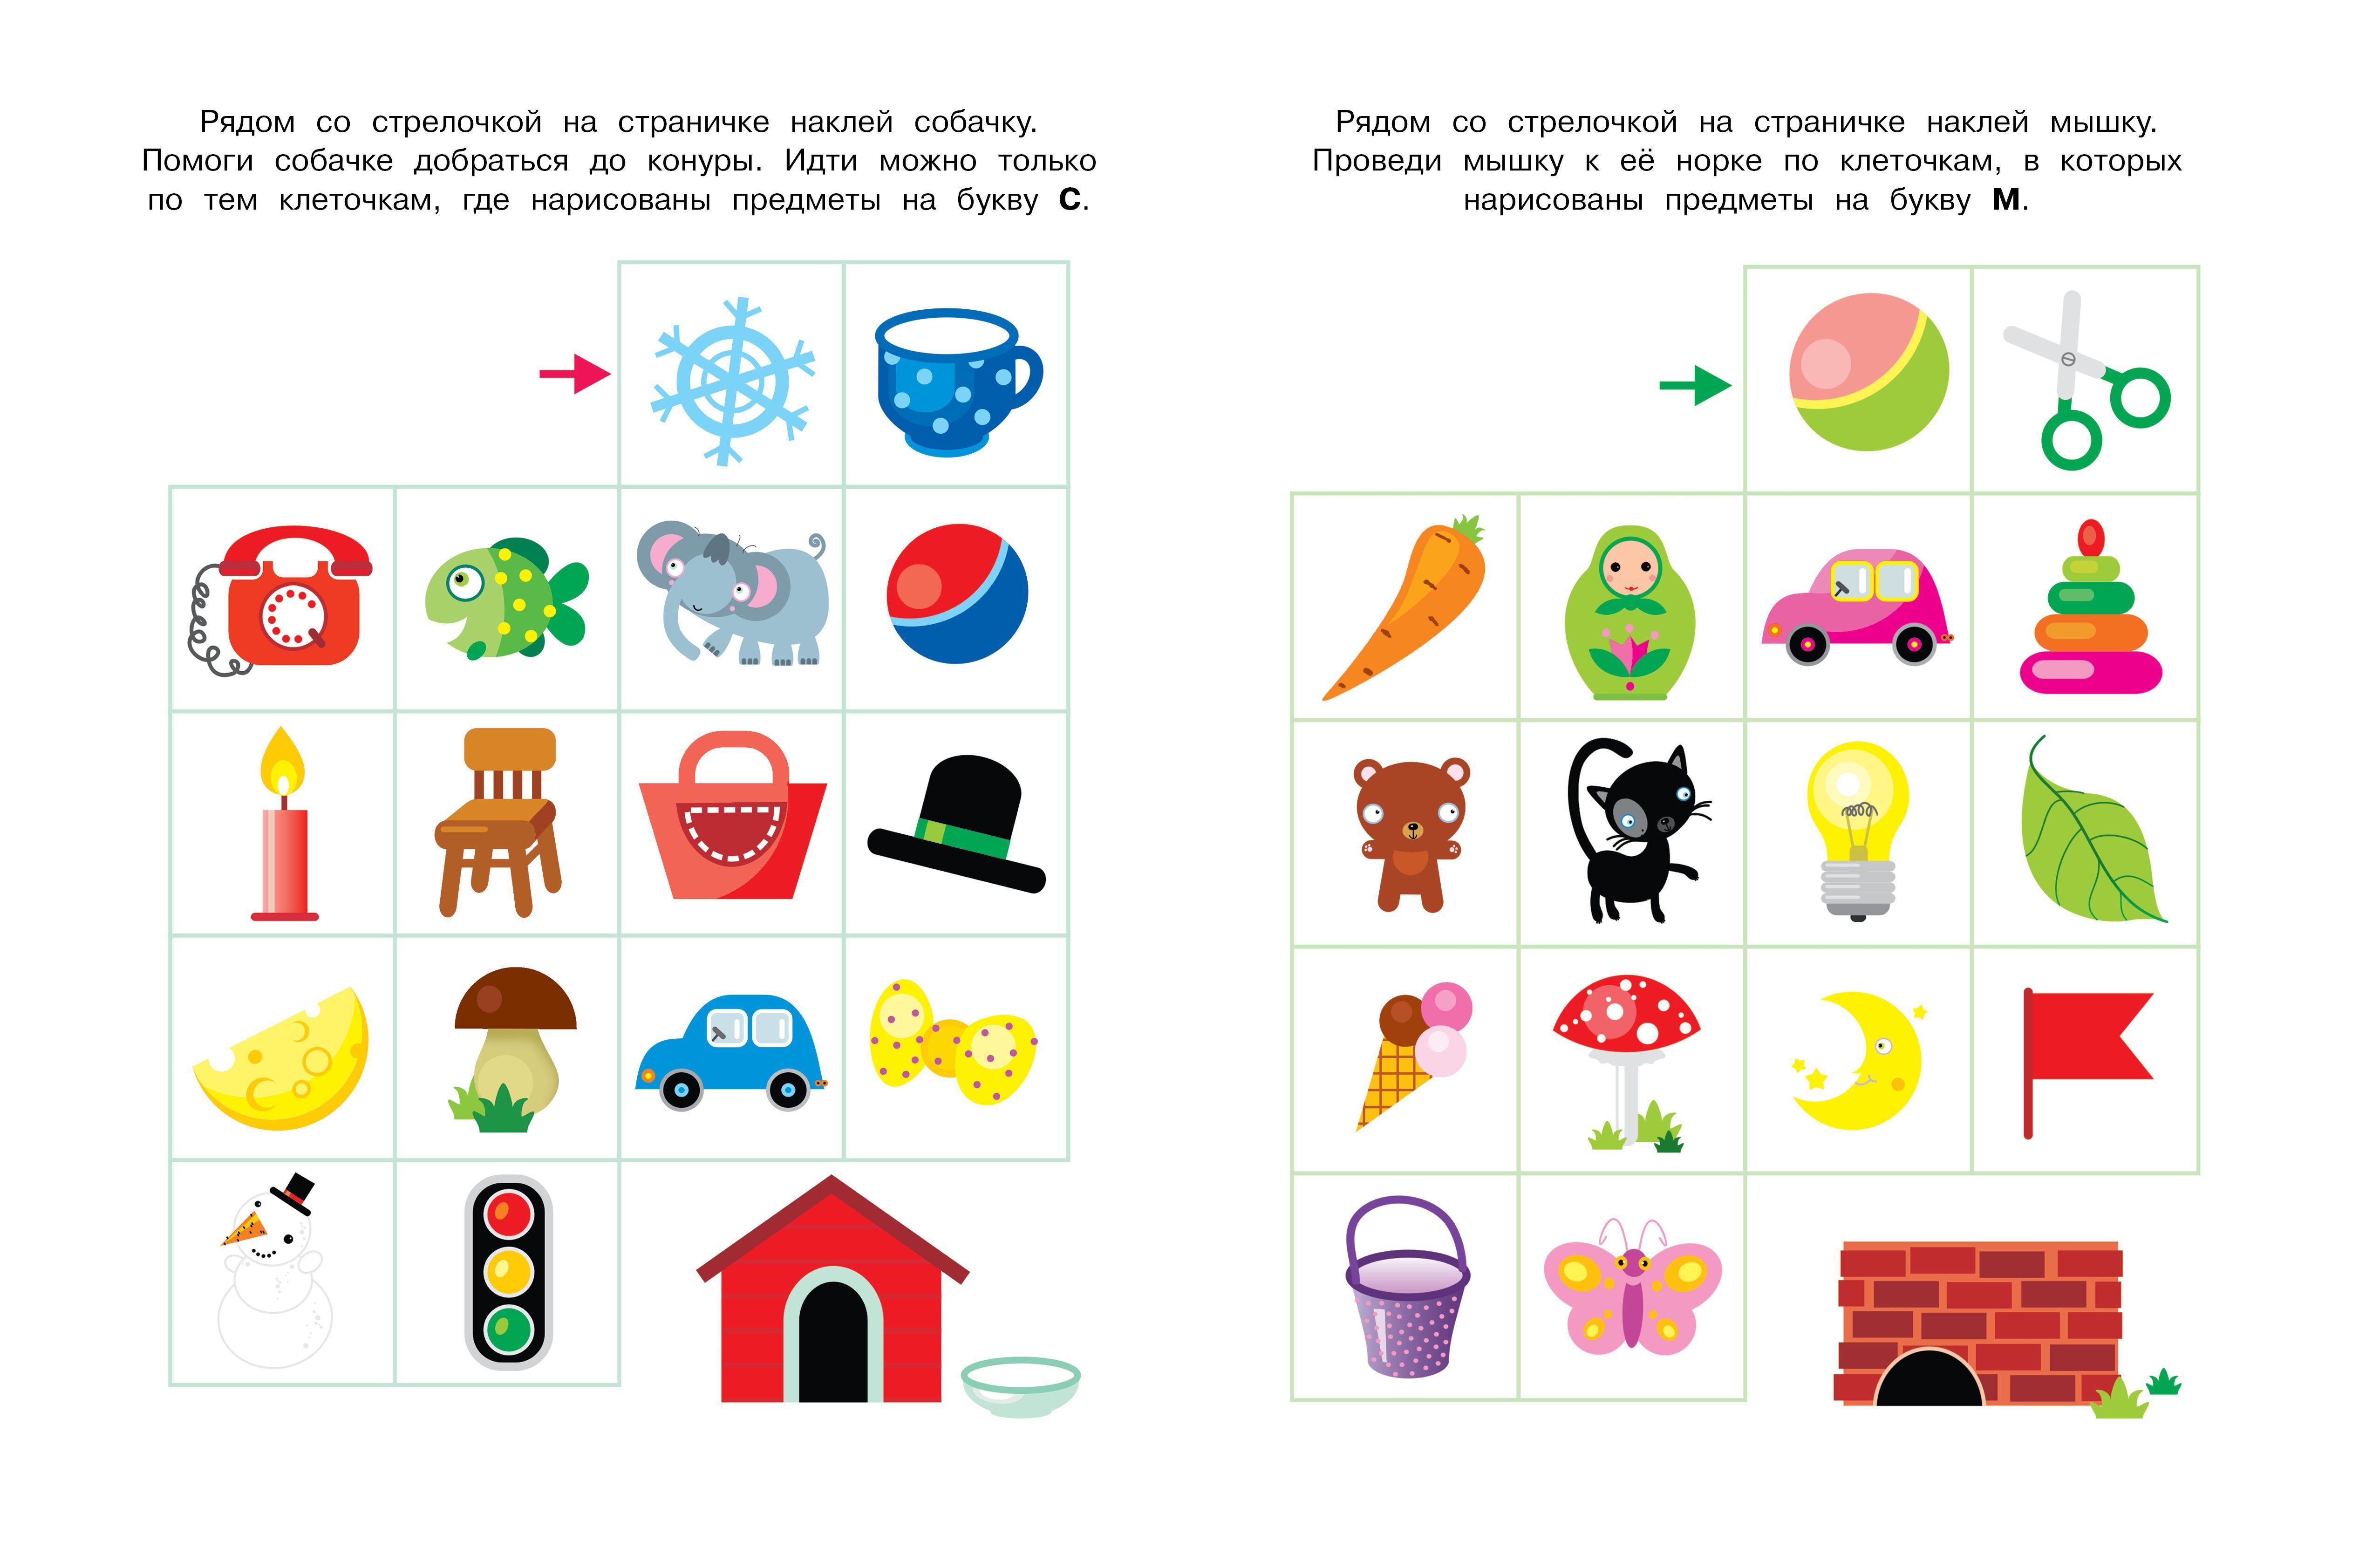 Рядом со стрелочкой на страничке наклей собачку.
Помоги собачке добраться до конуры. Идти можно только
по тем клеточкам, где нарисованы предметы на букву С.
Рядом со стрелочкой на страничке наклей мышку.
Проведи мышку к её норке по клеточкам, в которых
нарисованы предметы на букву М.